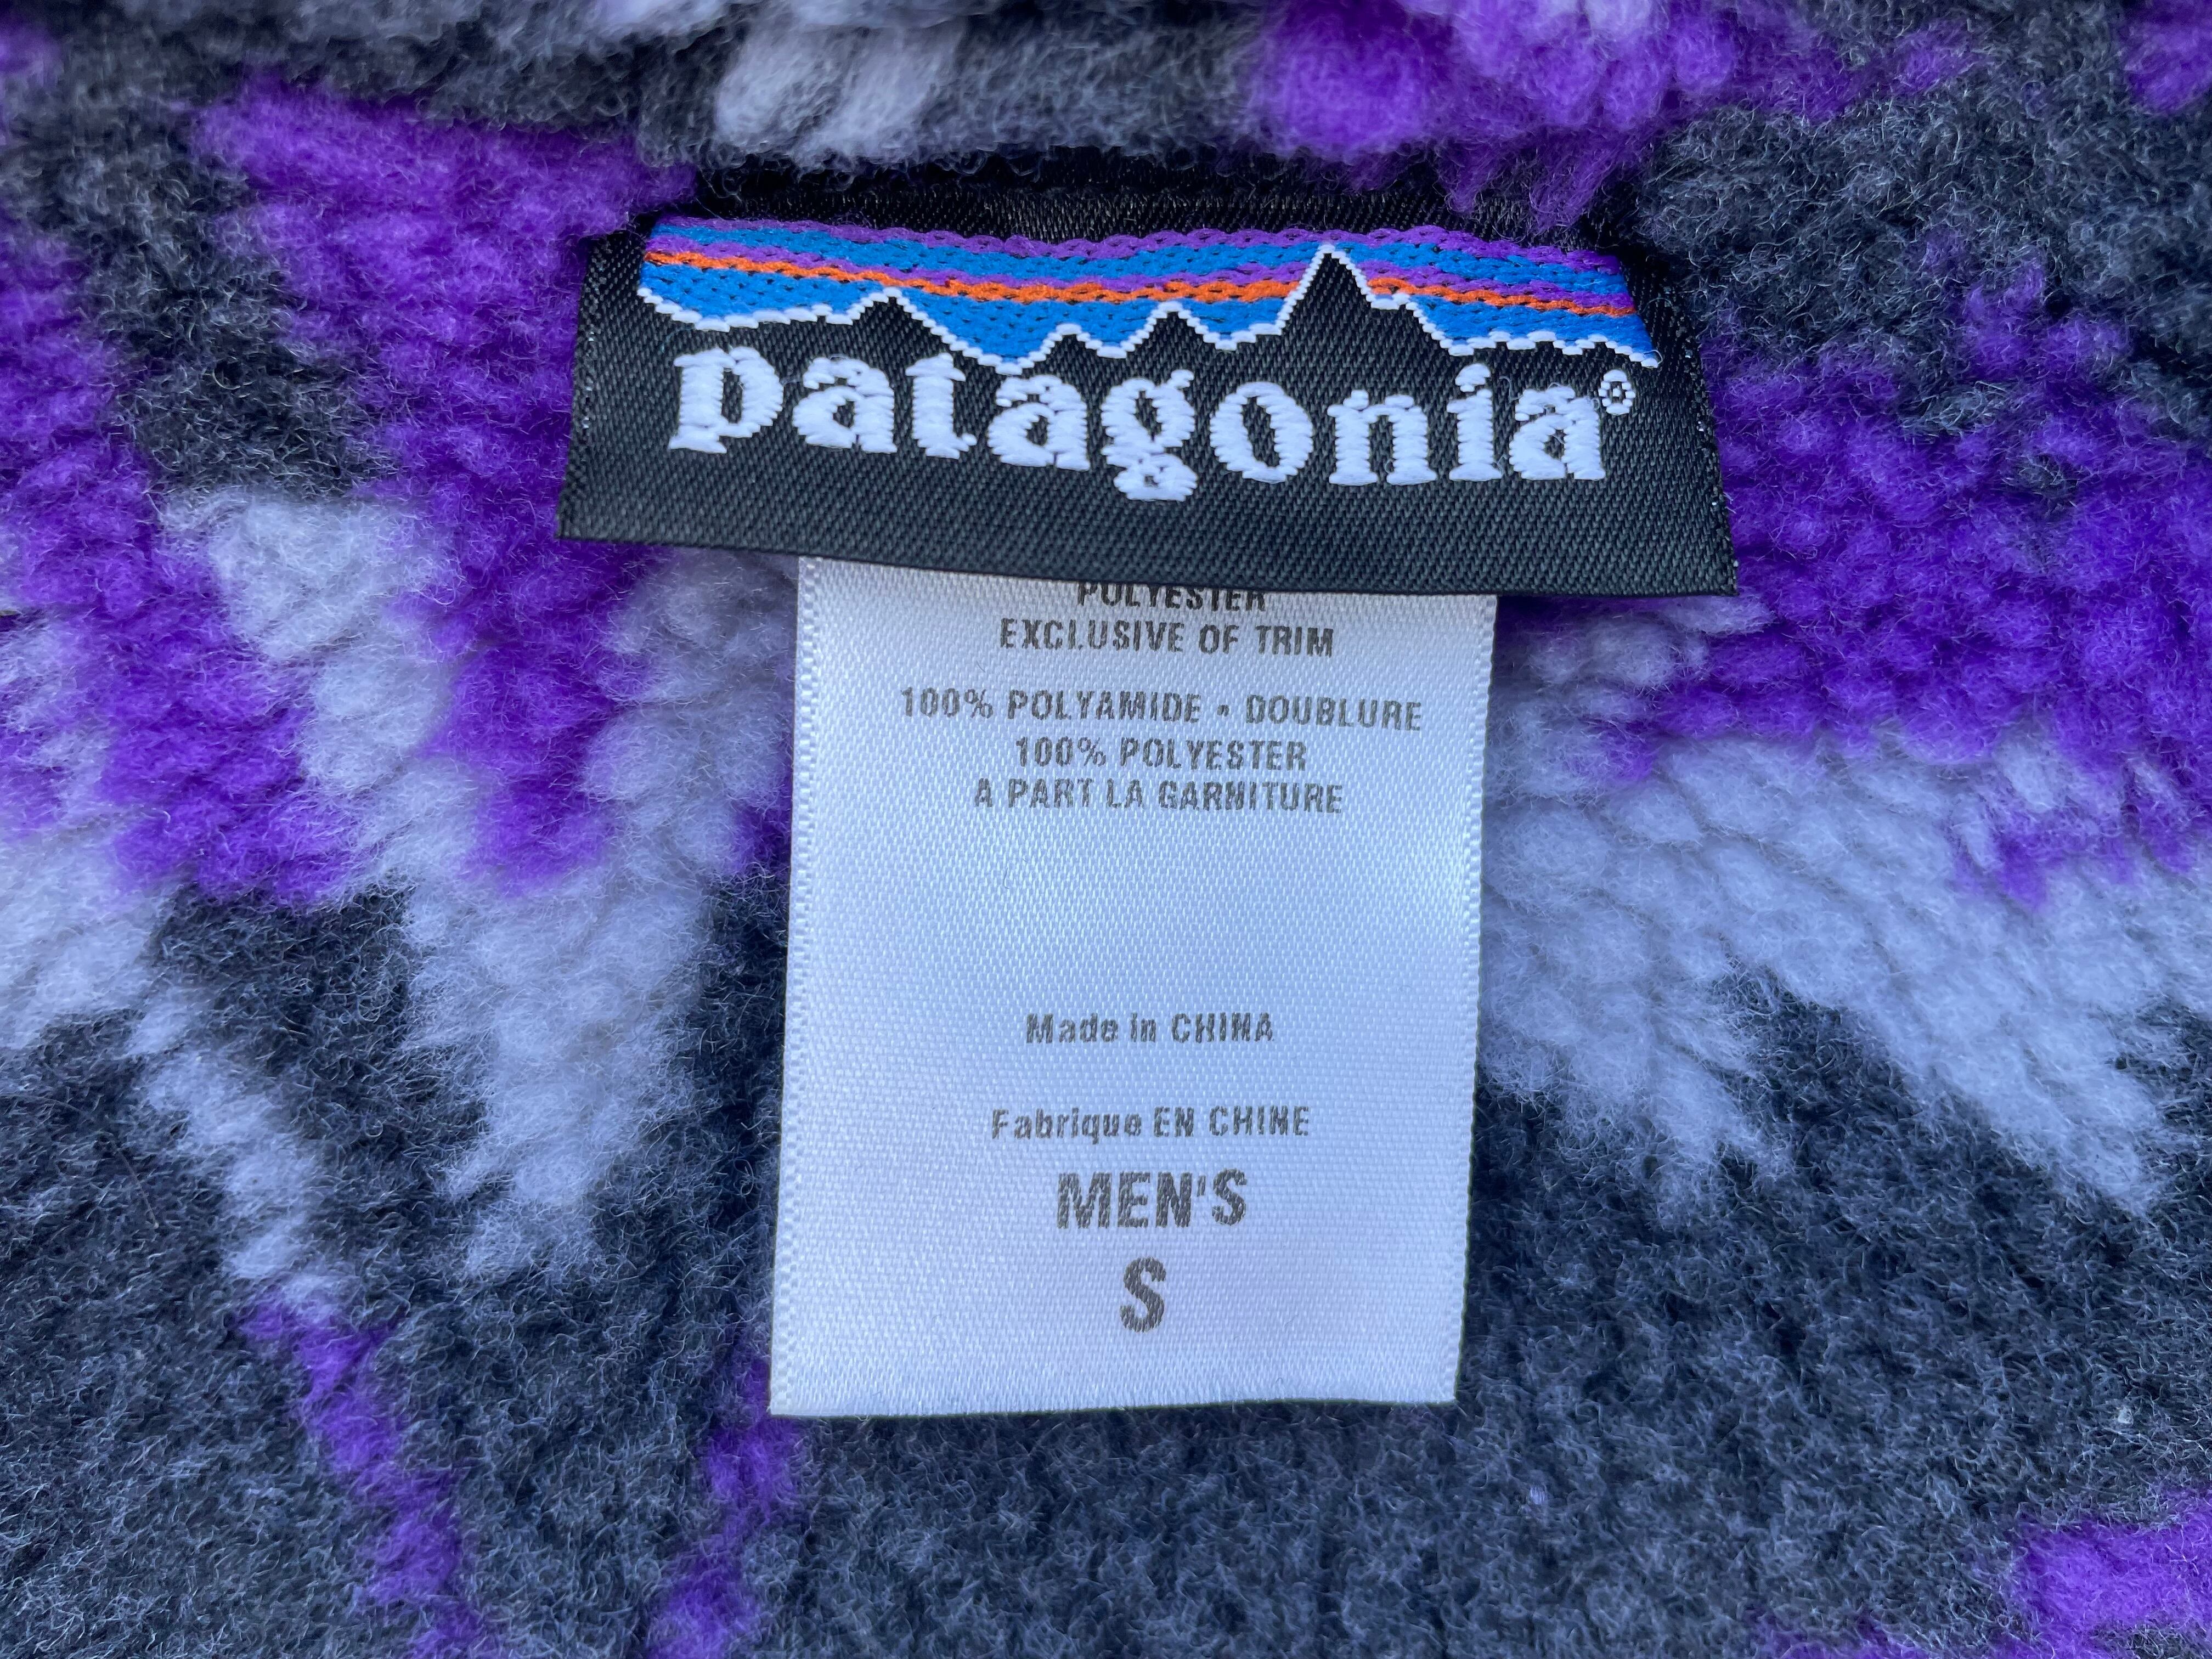 patagonia®
POLYESTER
EXCLUSIVE OF TRIM
100% POLYAMIDE • DOUBLURE
100% POLYESTER
A PART LA GARNITURE
Made in CHINA
Fabrique EN CHINE
MEN'S
S